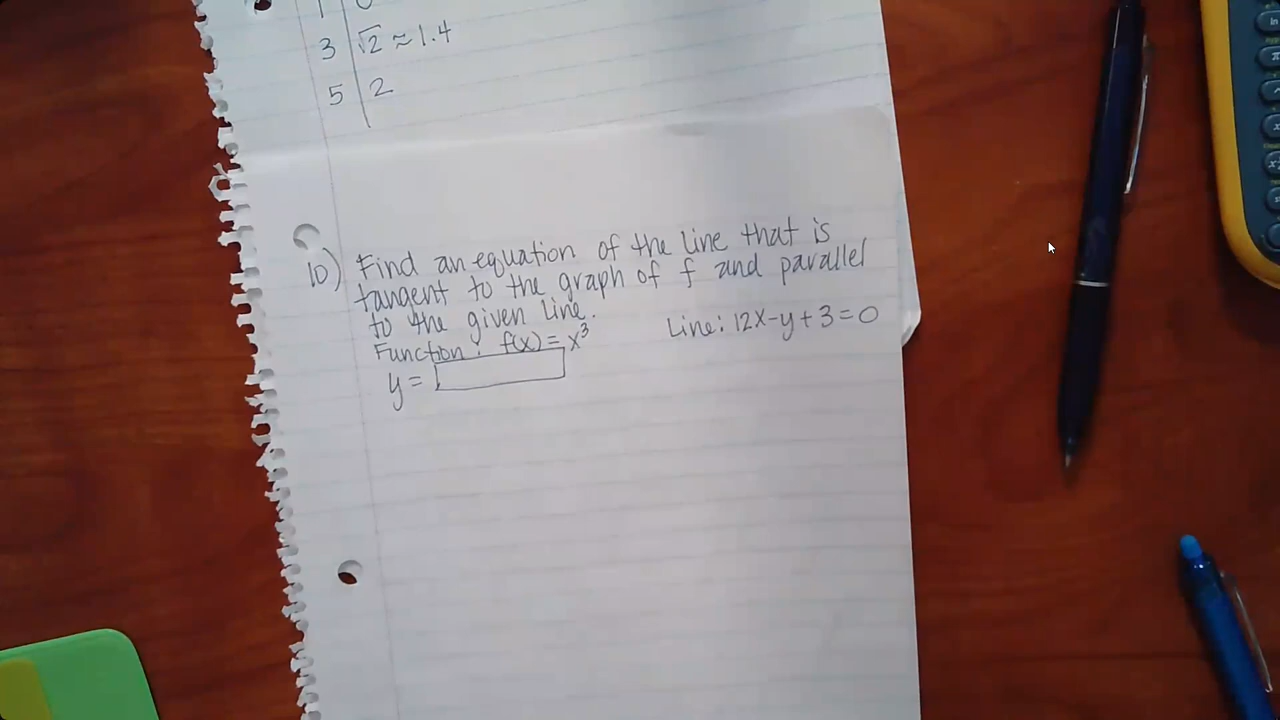 3 √2 ≈ 1.4
5 2
10) Find an equation of the line that is
tangent to the graph of f and parallel
to the given line.
Function: f(x) = x³ Line: 12x-y+3=0
y =